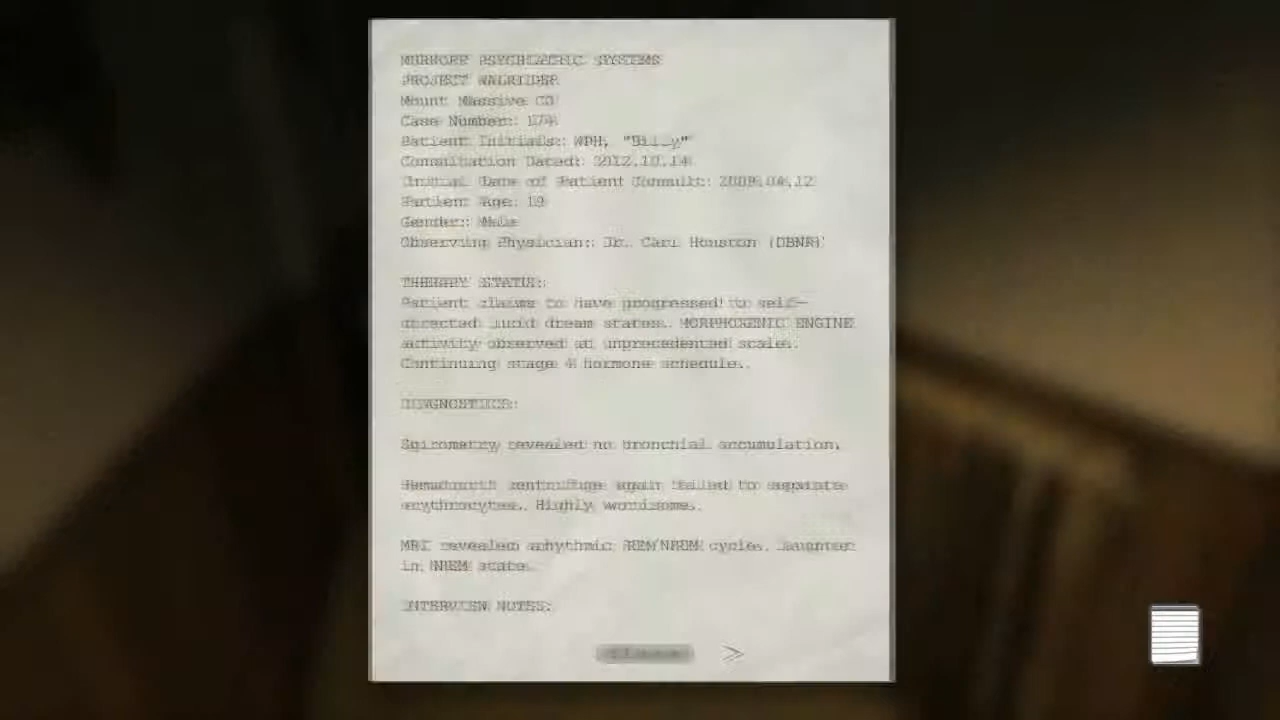 MURKOFF PSYCHIATRIC SYSTEMS
PROJECT WALRIDER
Mount Massive CO
Case Number: 174
Patient Initials: WPH, "Billy"
Consultation Dated: 2012.10.14
Initial Date of Patient Consult: 2009.04.12
Patient Age: 19
Gender: Male
Observing Physician: Dr. Carl Houston (DBNR)
THERAPY STATUS:
Patient claims to have progressed to self-
directed lucid dream states. MORPHOGENIC ENGINE
activity observed at unprecedented scale.
Continuing stage 4 hormone schedule.
DIAGNOSTICS:
Spirometry revealed no bronchial accumulation.
centrifuge again failed to separate
erythrocytes. Highly worrisome.
MRI revealed arhythmic REM/NREM cycles.
in NREM state.
INTERVIEW NOTES: